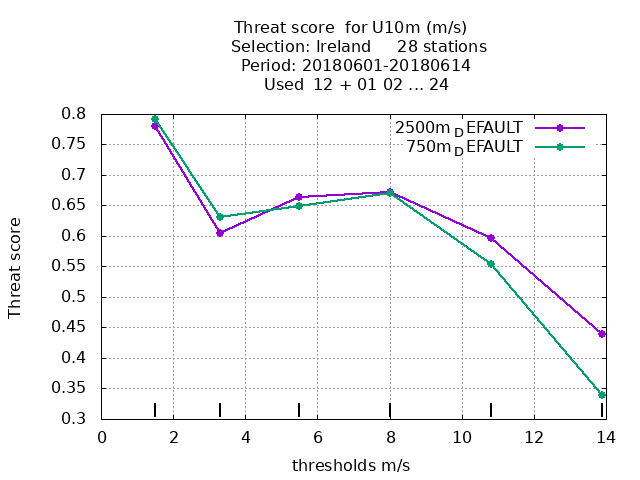 Threat score  for U10m (m/s)
Selection: Ireland     28 stations
Period: 20180601-20180614
Used  12 + 01 02 ... 24
2500m_DEFAULT
750m_DEFAULT
Threat score
0.8
0.75
0.7
0.65
0.6
0.55
0.5
0.45
0.4
0.35
0.3
0 2 4 6 8 10 12 14
thresholds m/s